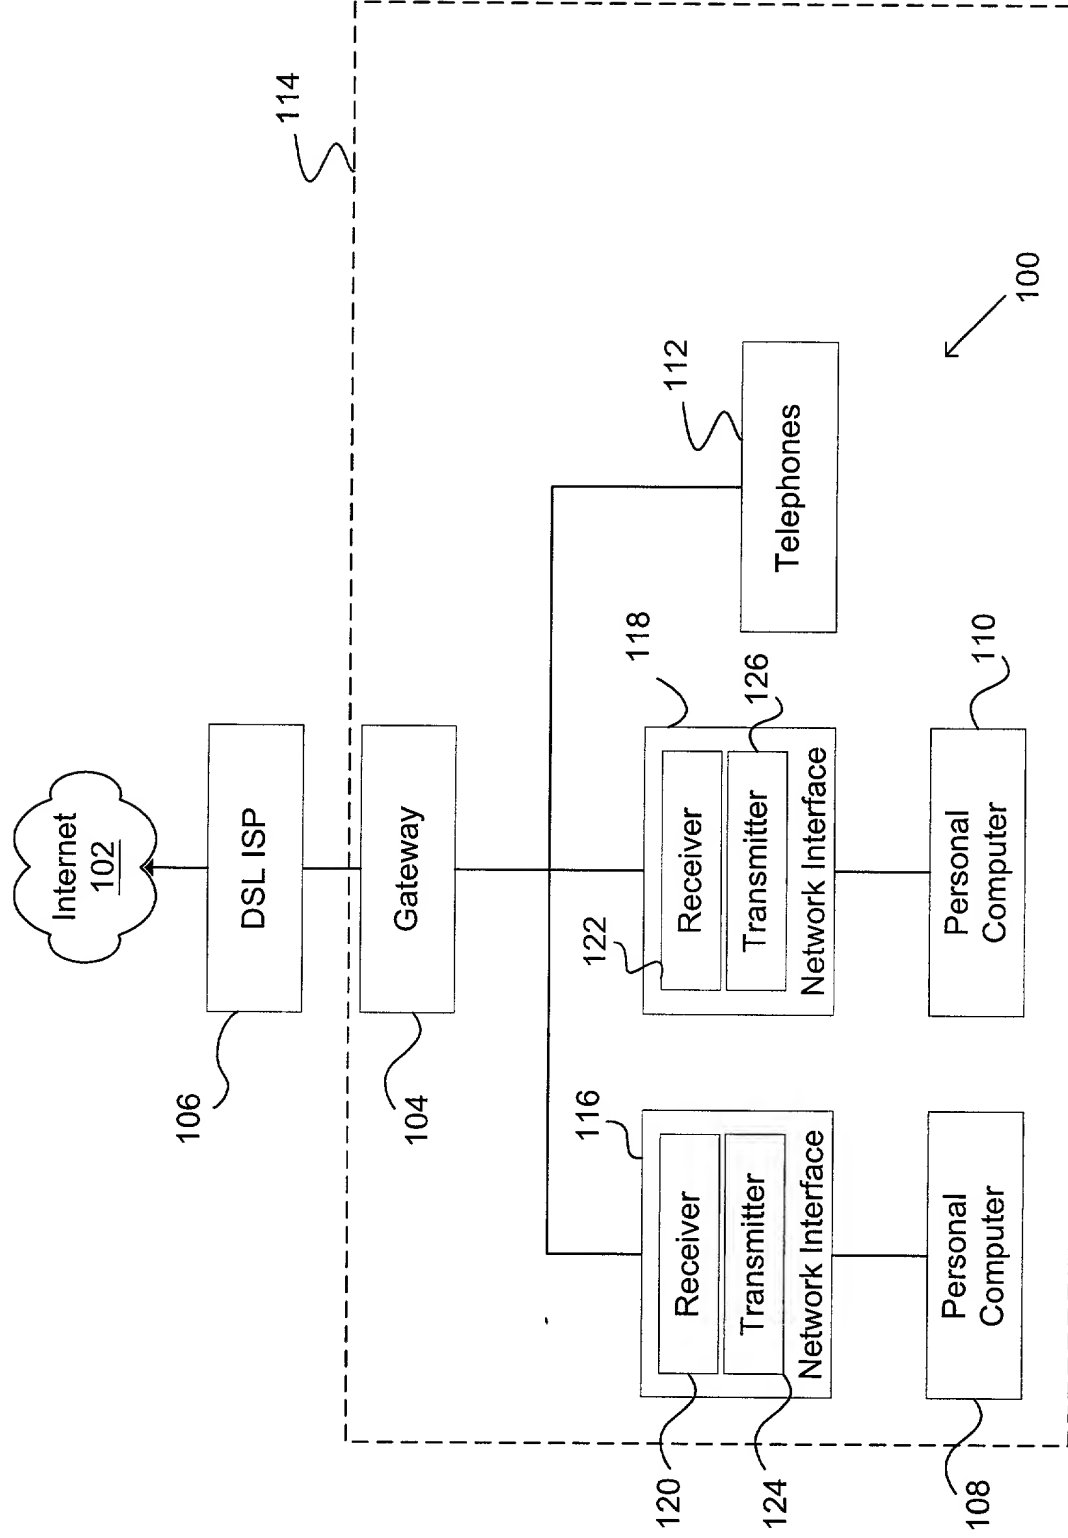 Internet
102
DSL ISP
106
114
Gateway
104
116
Receiver
Transmitter
Network Interface
120
124
118
122
Receiver
126
Transmitter
Network Interface
112
Telephones
Personal
Computer
108
Personal
Computer
110
100